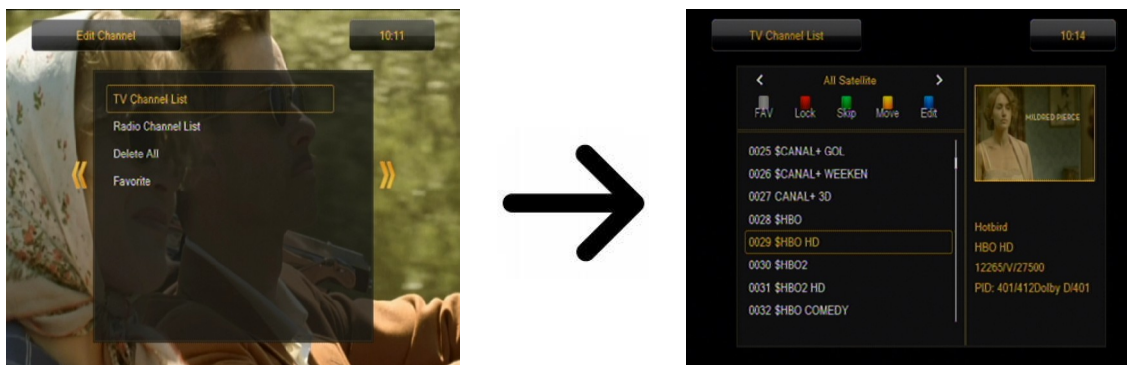 Edit Channel
10:11
TV Channel List
Radio Channel List
Delete All
Favorite
TV Channel List
10:14
All Satellite
FAV Lock Skip Move Edit
0025 $CANAL+ GOL
0026 $CANAL+ WEEKEN
0027 CANAL+ 3D
0028 $HBO
0029 $HBO HD
0030 $HBO2
0031 $HBO2 HD
0032 $HBO COMEDY
MILDRED PIERCE
Hotbird
HBO HD
12265/V/27500
PID: 401/412Dolby D/401